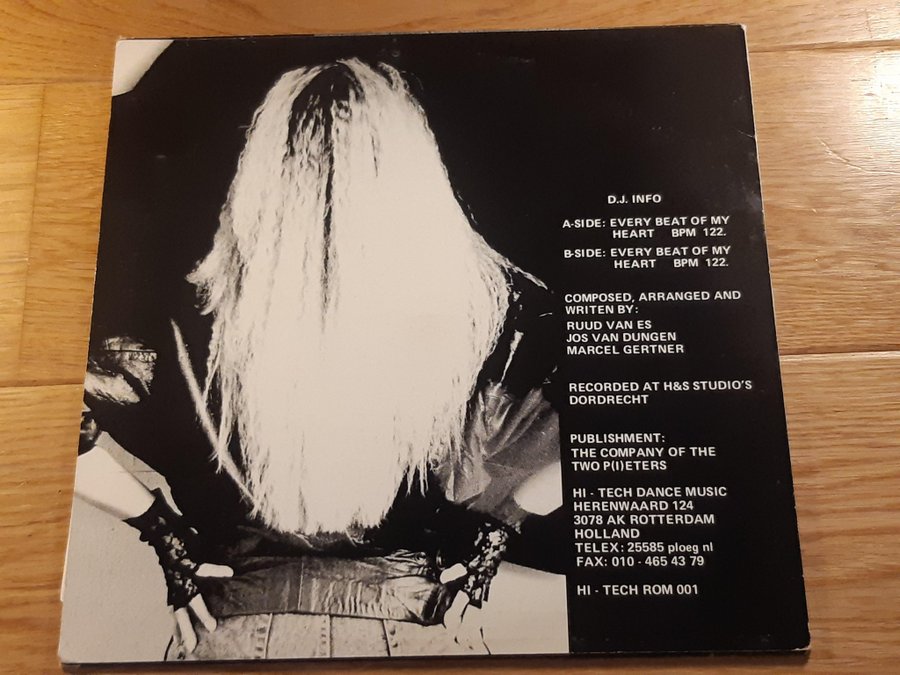 D.J. INFO
A-SIDE: EVERY BEAT OF MY
HEART BPM 122.
B-SIDE: EVERY BEAT OF MY
HEART BPM 122.
COMPOSED, ARRANGED AND
WRITEN BY:
RUUD VAN ES
JOS VAN DUNGEN
MARCEL GERTNER
RECORDED AT H&S STUDIO'S
DORDRECHT
PUBLISHMENT:
THE COMPANY OF THE
TWO P(I)ETERS
HI - TECH DANCE MUSIC
HERENWAARD 124
3078 AK ROTTERDAM
HOLLAND
TELEX: 25585 ploeg nl
FAX: 010 - 465 43 79
HI - TECH ROM 001